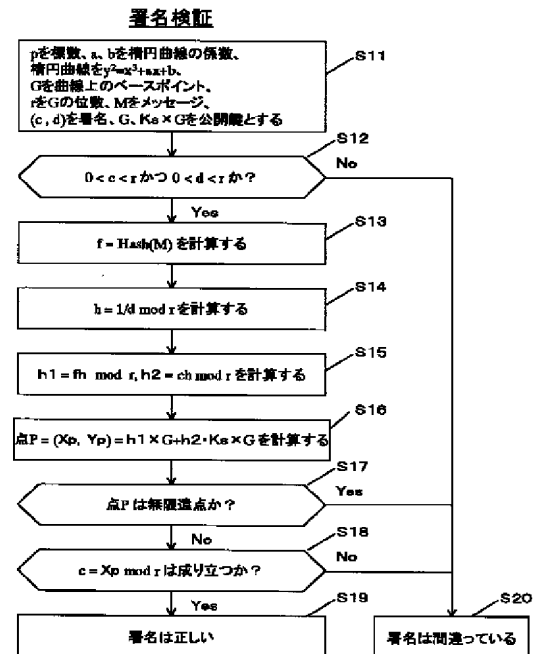 署名検証
S11
pを標数、a、bを楕円曲線の係数、
楕円曲線をy²=x³+ax+b、
Gを曲線上のベースポイント、
rをGの位数、Mをメッセージ、
(c , d)を署名、G、Ks×Gを公開鍵とする
S12
0 < c < r かつ 0 < d < r か？
No
Yes
S13
f = Hash(M) を計算する
S14
h = 1/d mod r を計算する
S15
h1 = fh mod r, h2 = ch mod r を計算する
S16
点P = (Xp, Yp) = h1×G+h2・Ks×G を計算する
S17
点P は無限遠点か？
Yes
No
S18
c = Xp mod r は成り立つか？
No
Yes
S19
署名は正しい
S20
署名は間違っている